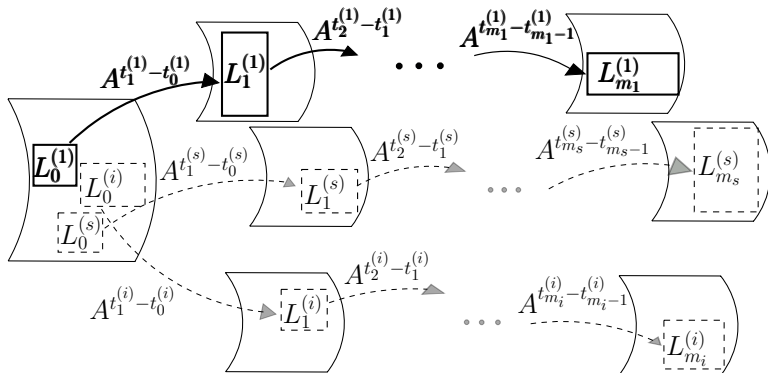 A^{t_1^{(1)}-t_0^{(1)}} L_1^{(1)} A^{t_2^{(1)}-t_1^{(1)}} • • • A^{t_{m_1}^{(1)}-t_{m_1-1}^{(1)}} L_{m_1}^{(1)}
L_0^{(1)}
L_0^{(i)}
L_0^{(s)} A^{t_1^{(s)}-t_0^{(s)}} L_1^{(s)} A^{t_2^{(s)}-t_1^{(s)}} • • • A^{t_{m_s}^{(s)}-t_{m_s-1}^{(s)}} L_{m_s}^{(s)}
A^{t_1^{(i)}-t_0^{(i)}} L_1^{(i)} A^{t_2^{(i)}-t_1^{(i)}} • • • A^{t_{m_i}^{(i)}-t_{m_i-1}^{(i)}} L_{m_i}^{(i)}